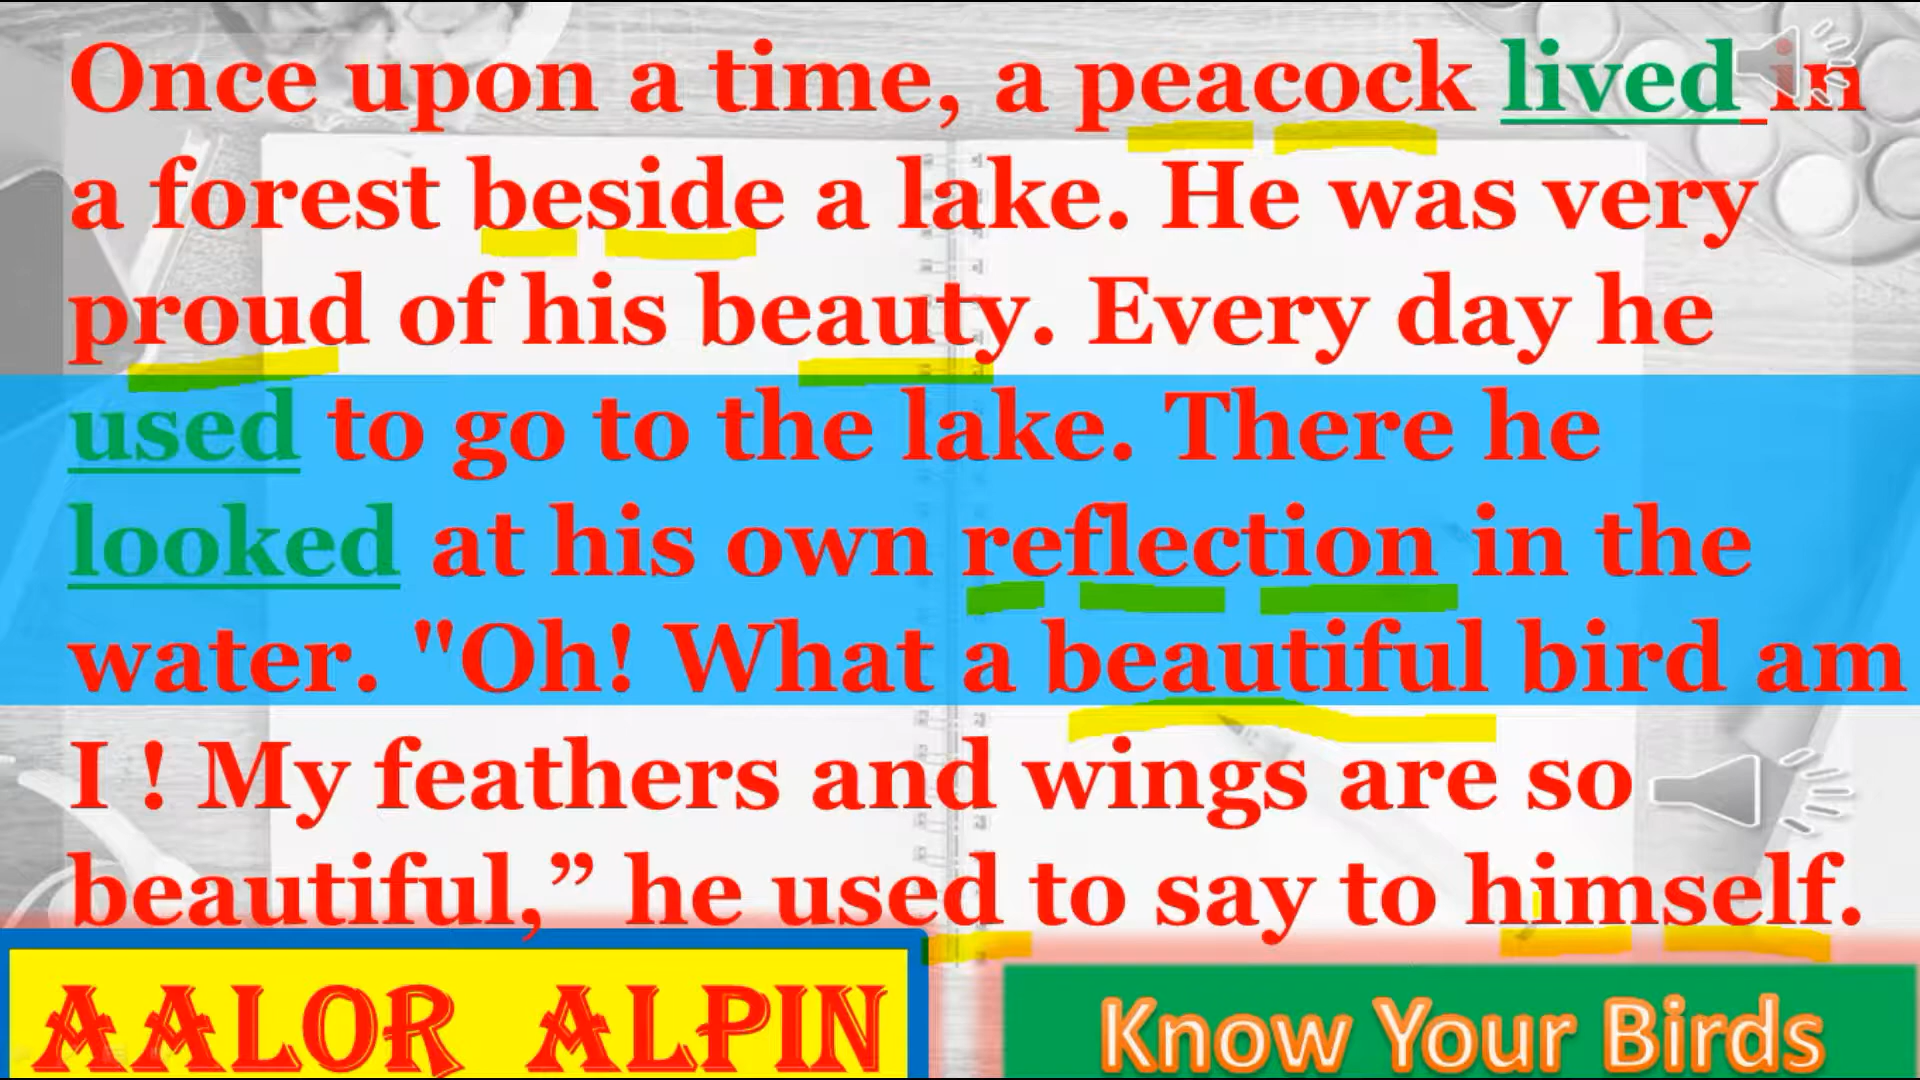 Once upon a time, a peacock lived in
a forest beside a lake. He was very
proud of his beauty. Every day he
used to go to the lake. There he
looked at his own reflection in the
water. "Oh! What a beautiful bird am
I ! My feathers and wings are so
beautiful,” he used to say to himself.
AALOR ALPIN
Know Your Birds